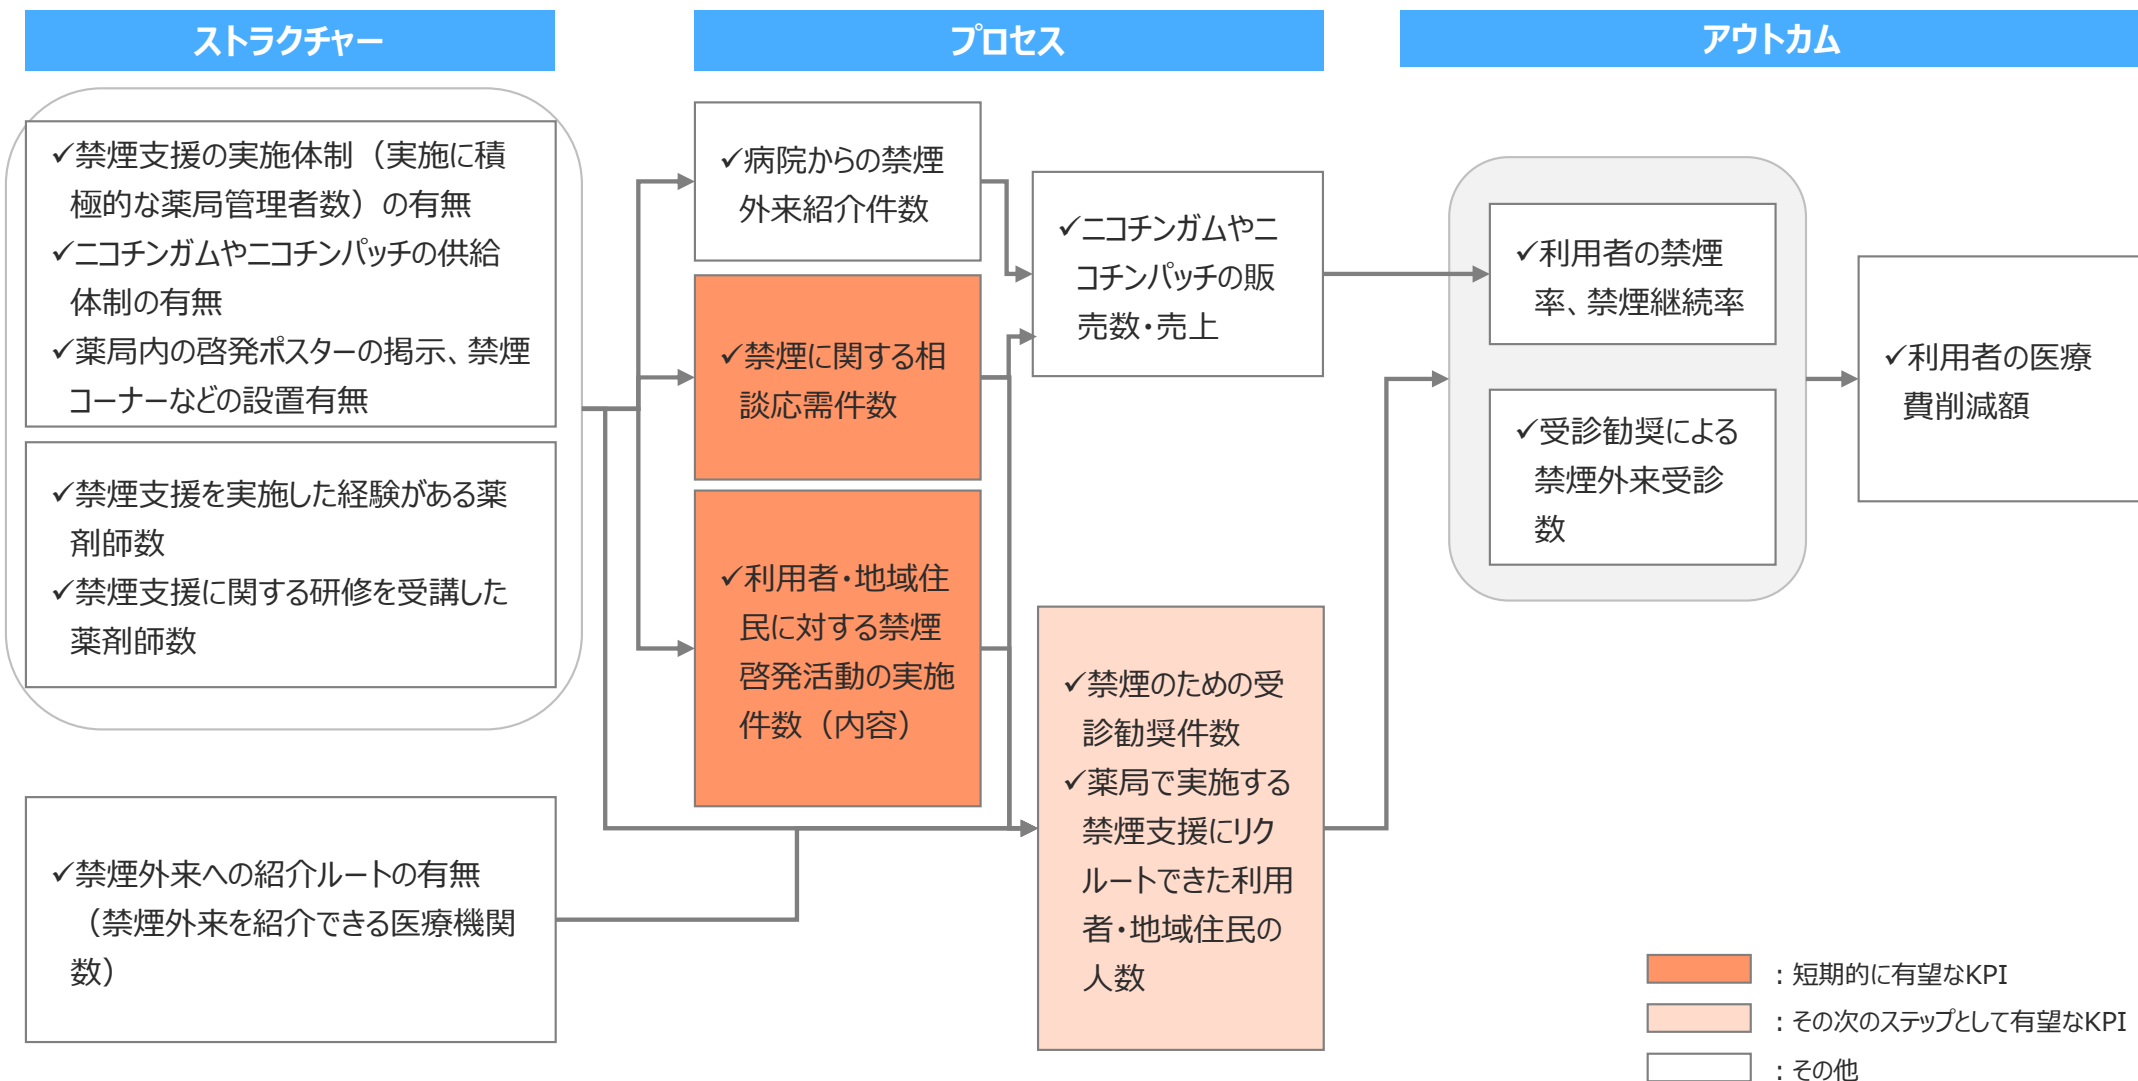 ストラクチャー
プロセス
アウトカム
✓禁煙支援の実施体制（実施に積
極的な薬局管理者数）の有無
✓ニコチンガムやニコチンパッチの供給
体制の有無
✓薬局内の啓発ポスターの掲示、禁煙
コーナーなどの設置有無
✓禁煙支援を実施した経験がある薬
剤師数
✓禁煙支援に関する研修を受講した
薬剤師数
✓禁煙外来への紹介ルートの有無
（禁煙外来を紹介できる医療機関
数）
✓病院からの禁煙
外来紹介件数
✓禁煙に関する相
談応需件数
✓利用者・地域住
民に対する禁煙
啓発活動の実施
件数（内容）
✓ニコチンガムやニ
コチンパッチの販
売数・売上
✓禁煙のための受
診勧奨件数
✓薬局で実施する
禁煙支援にリク
ルートできた利用
者・地域住民の
人数
✓利用者の禁煙
率、禁煙継続率
✓受診勧奨による
禁煙外来受診
数
✓利用者の医療
費削減額
：短期的に有望なKPI
：その次のステップとして有望なKPI
：その他